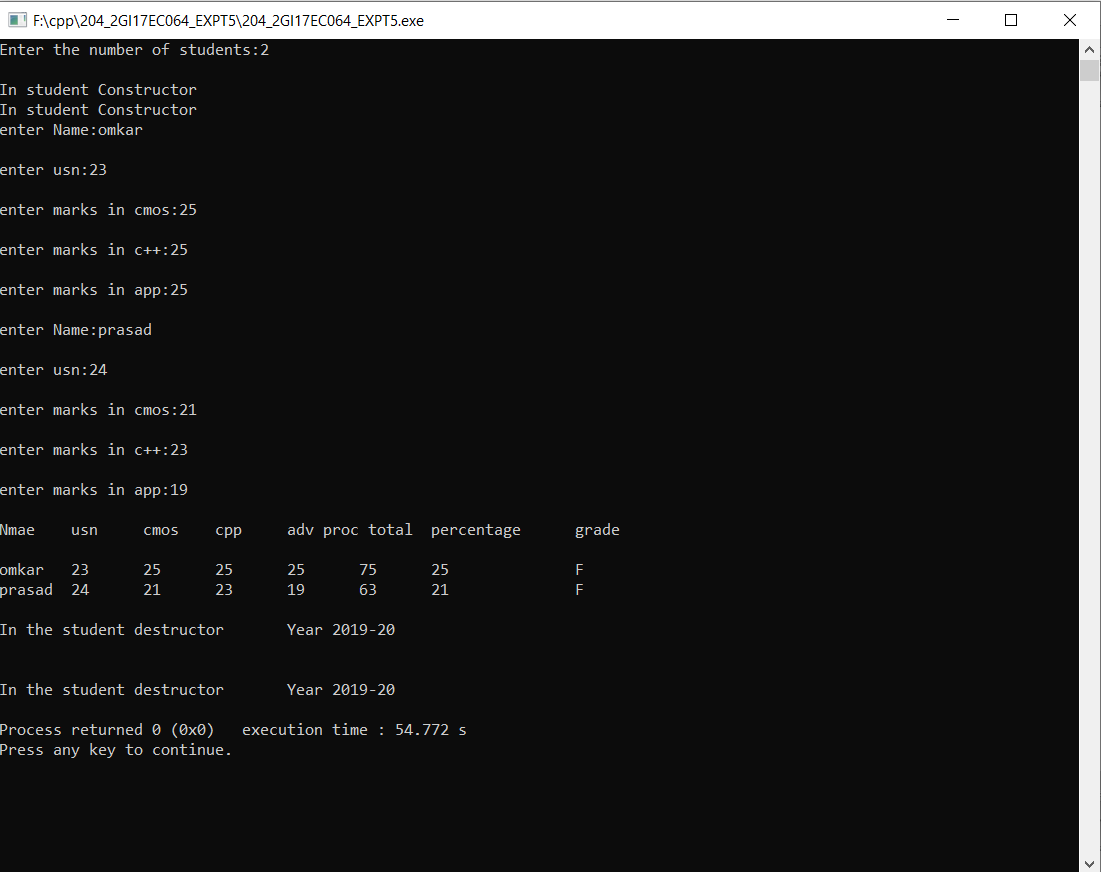 F:\cpp\204_2GI17EC064_EXPT5\204_2GI17EC064_EXPT5.exe
Enter the number of students:2
In student Constructor
In student Constructor
enter Name:omkar
enter usn:23
enter marks in cmos:25
enter marks in c++:25
enter marks in app:25
enter Name:prasad
enter usn:24
enter marks in cmos:21
enter marks in c++:23
enter marks in app:19
Nmae usn cmos cpp adv proc total percentage grade
omkar 23 25 25 25 75 25 F
prasad 24 21 23 19 63 21 F
In the student destructor Year 2019-20
In the student destructor Year 2019-20
Process returned 0 (0x0) execution time : 54.772 s
Press any key to continue.